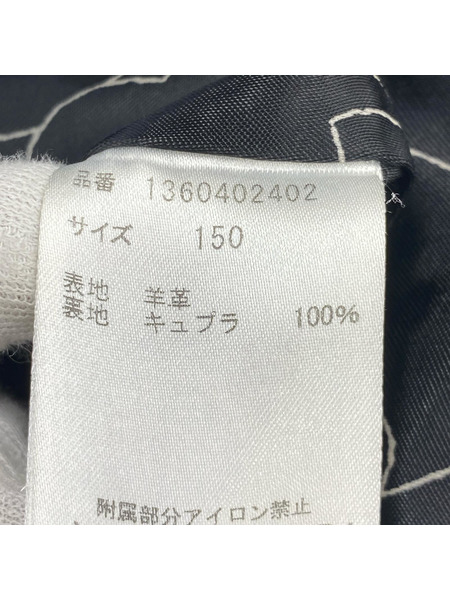 品番 1360402402
サイズ 150
表地 羊革
裏地 キュプラ 100%
附属部分アイロン禁止